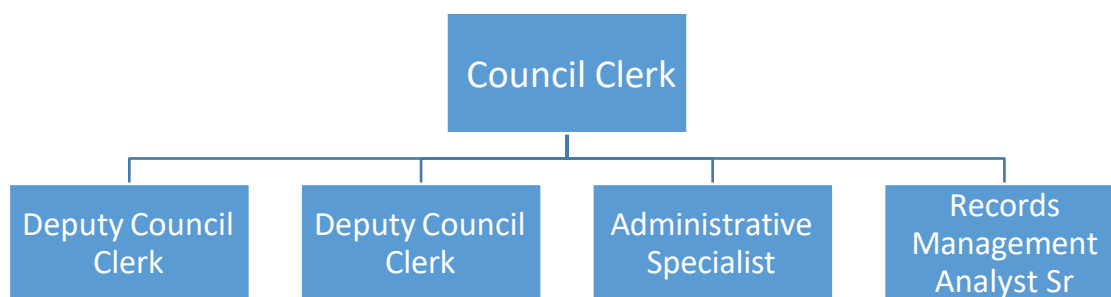 Council Clerk
Deputy Council
Clerk
Deputy Council
Clerk
Administrative
Specialist
Records
Management
Analyst Sr